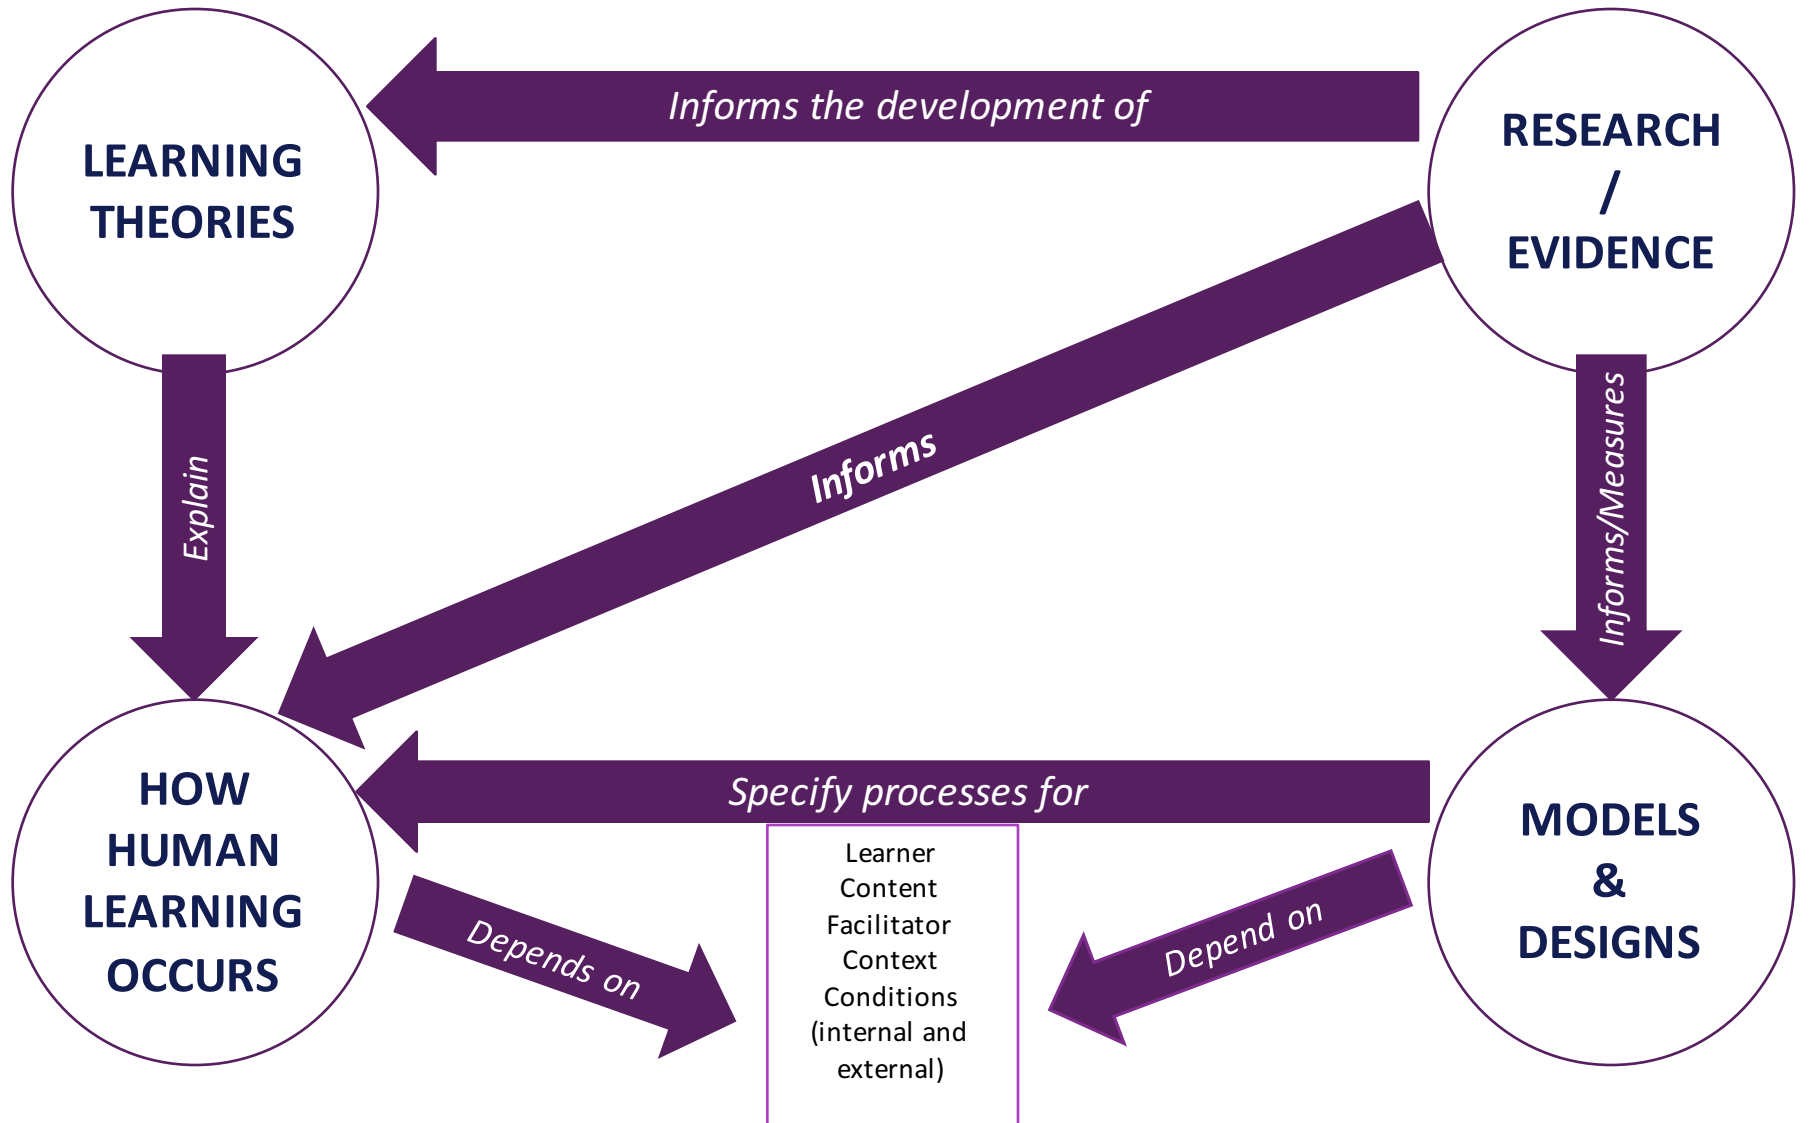 Informs the development of
LEARNING
THEORIES
RESEARCH
/
EVIDENCE
Explain
Informs
Informs/Measures
HOW
HUMAN
LEARNING
OCCURS
Specify processes for
MODELS
&
DESIGNS
Depends on
Learner
Content
Facilitator
Context
Conditions
(internal and
external)
Depend on